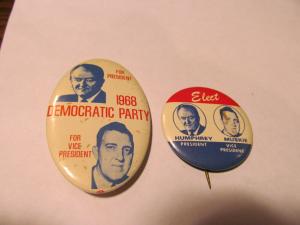 FOR
PRESIDENT
1968
DEMOCRATIC PARTY
FOR
VICE
PRESIDENT
Elect
HUMPHREY
PRESIDENT
MUSKIE
VICE
PRESIDENT